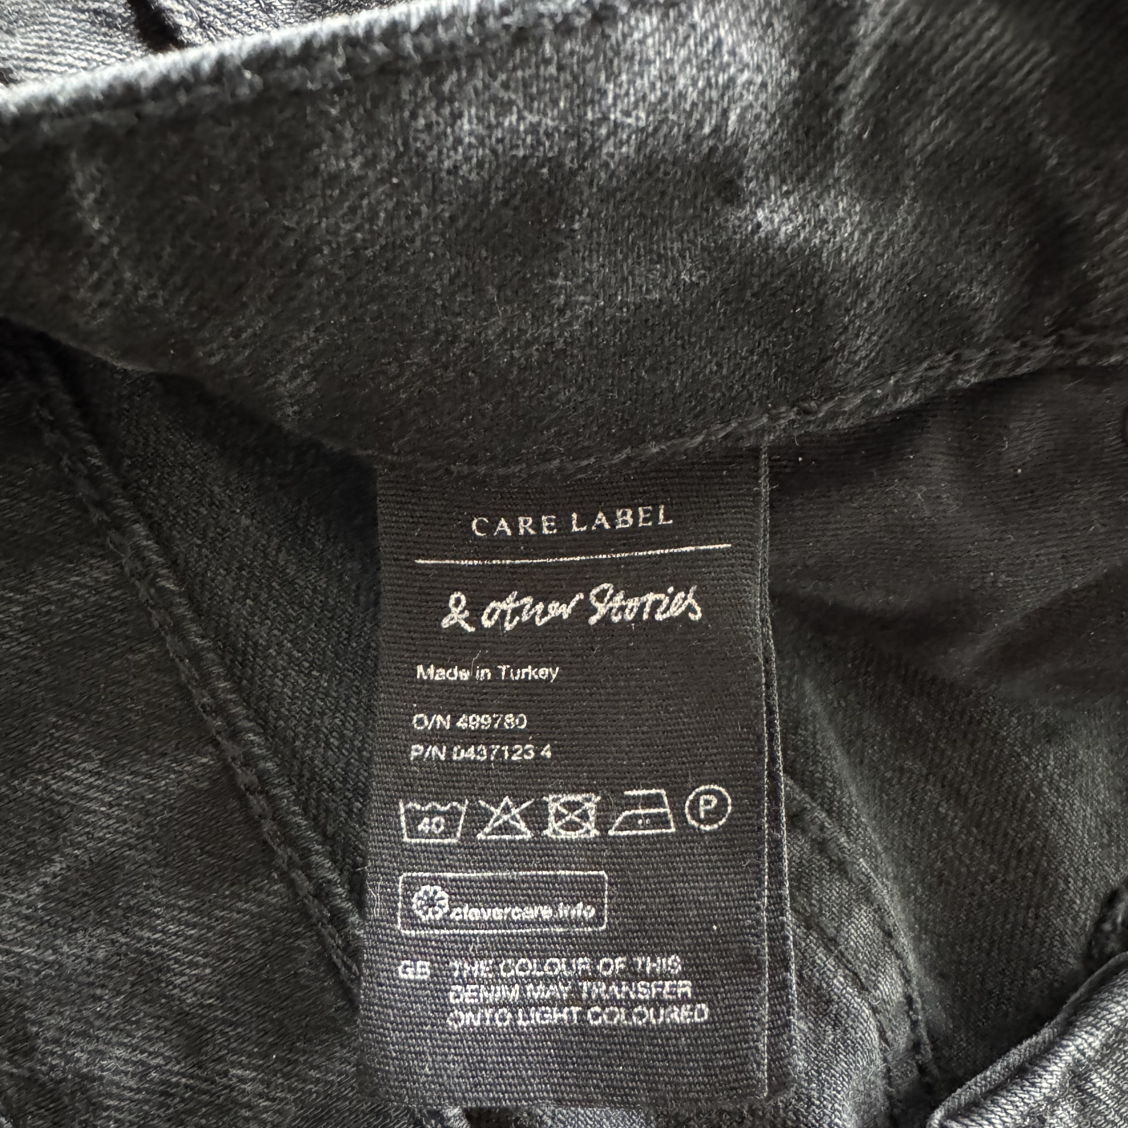 CARE LABEL
& other Stories
Made in Turkey
O/N 499780
P/N 0437123 4
40 P
clevercare.info
GB THE COLOUR OF THIS
DENIM MAY TRANSFER
ONTO LIGHT COLOURED